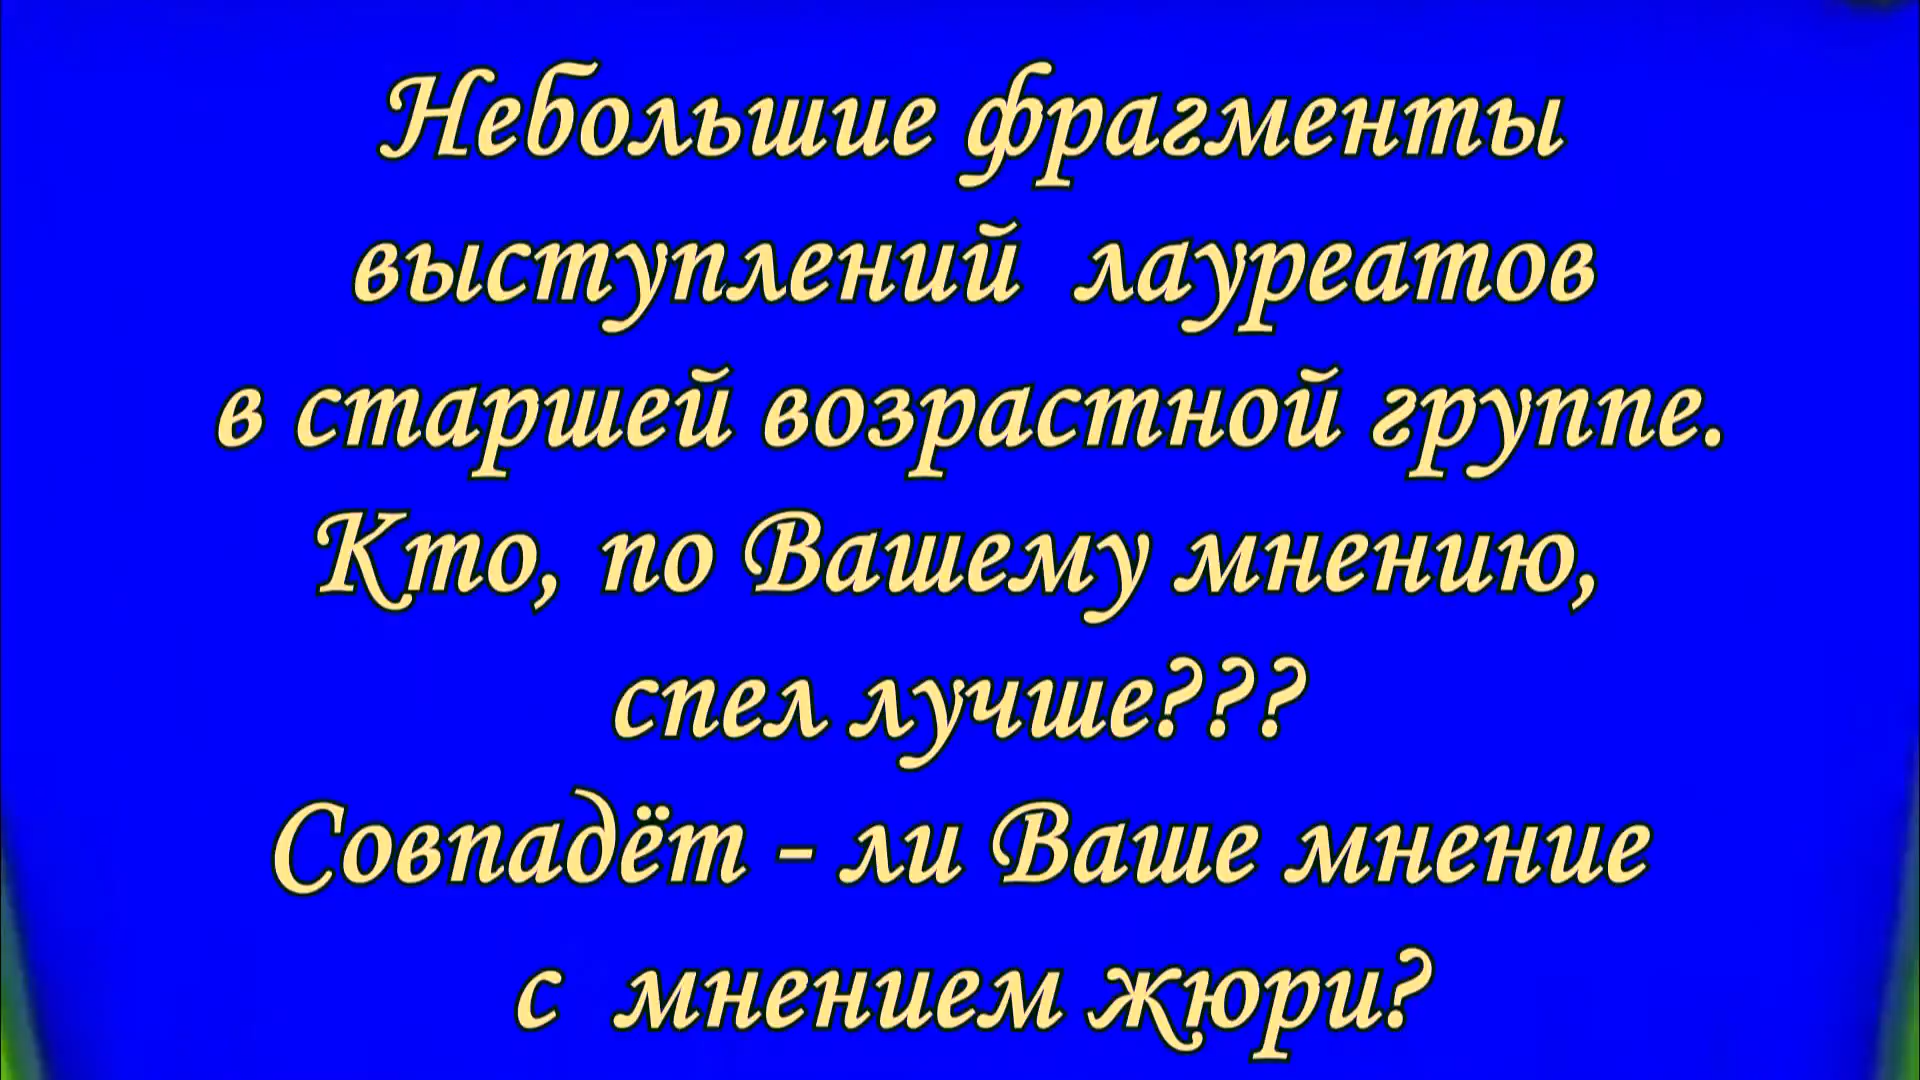 Небольшие фрагменты
выступлений лауреатов
в старшей возрастной группе.
Кто, по Вашему мнению,
спел лучше???
Совпадёт - ли Ваше мнение
с мнением жюри?